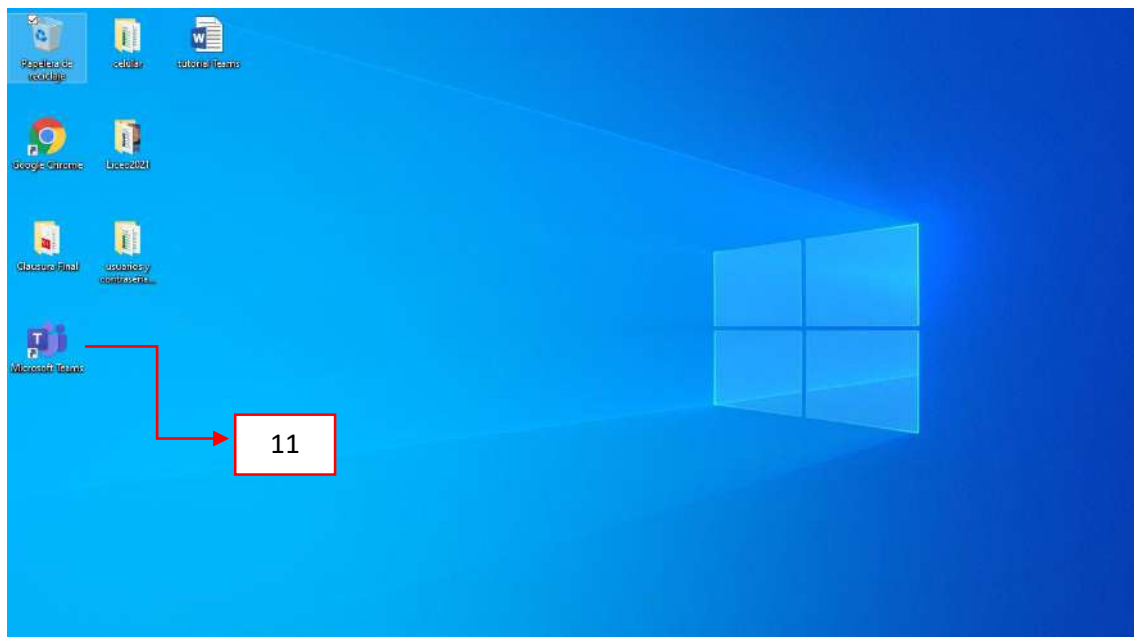 Papelera de
reciclaje
celular
tutorial Teams
Google Chrome
Liceo2021
Clausura Final
usuarios y
contraseña...
Microsoft Teams
11